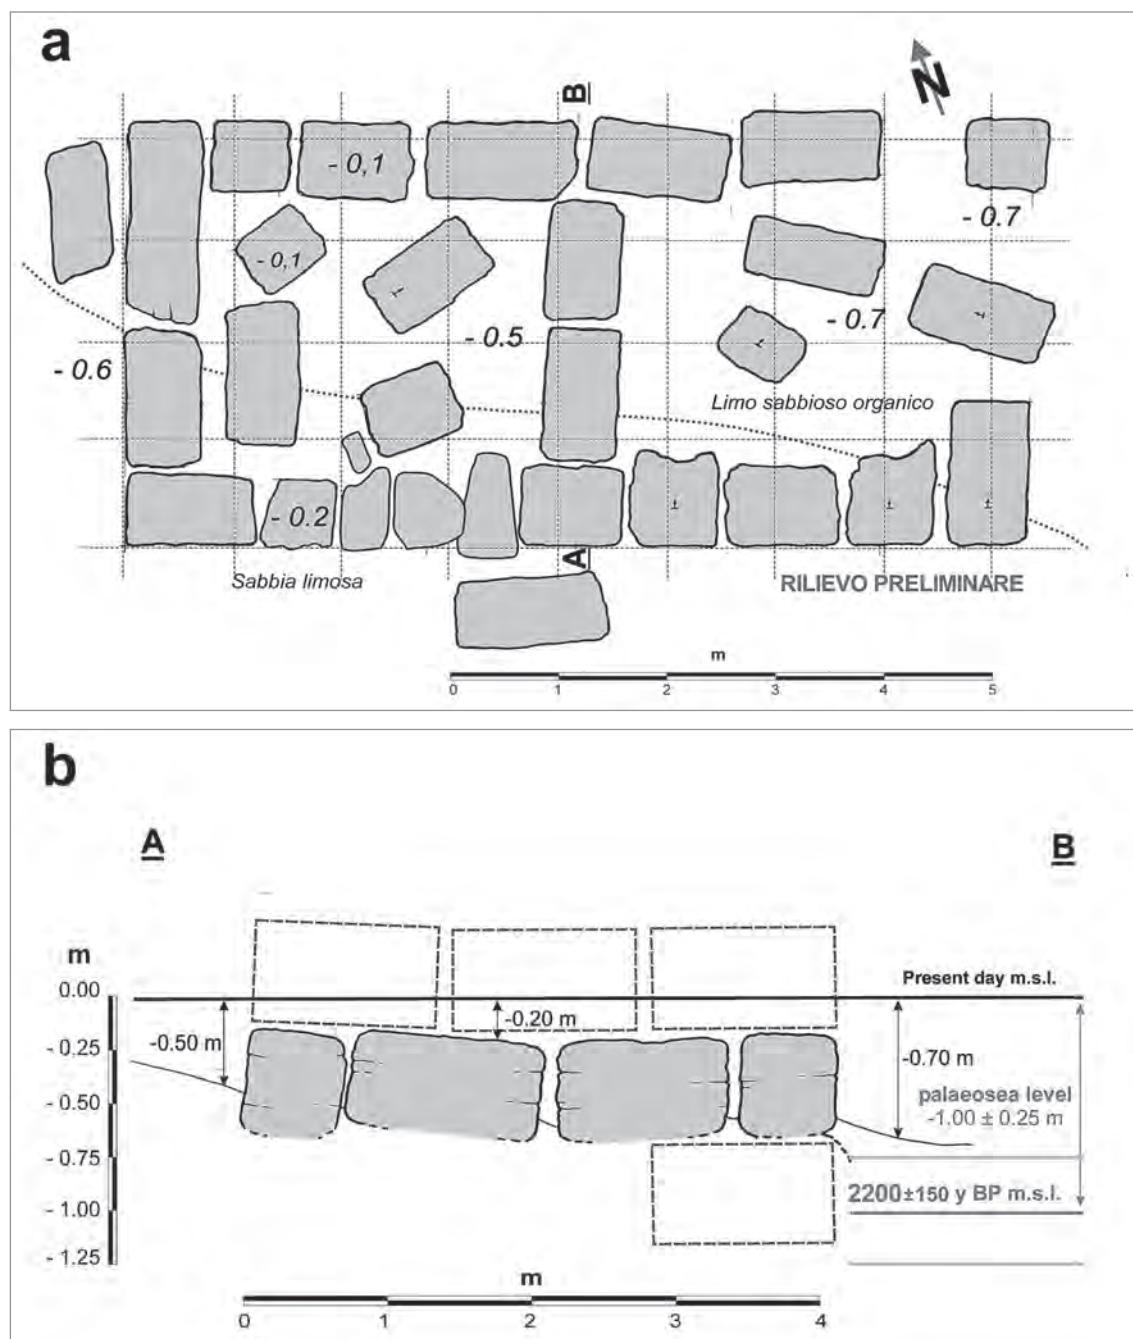 a
N
B
- 0,1
- 0.7
- 0,1
- 0.5
- 0.7
- 0.6
Limo sabbioso organico
- 0.2
A
Sabbia limosa
RILIEVO PRELIMINARE
m
0 1 2 3 4 5
b
A
B
m
0.00
Present day m.s.l.
-0.20 m
- 0.25
-0.50 m
-0.70 m
- 0.50
palaeosea level
-1.00 ± 0.25 m
- 0.75
2200±150 y BP m.s.l.
- 1.00
- 1.25
m
0 1 2 3 4